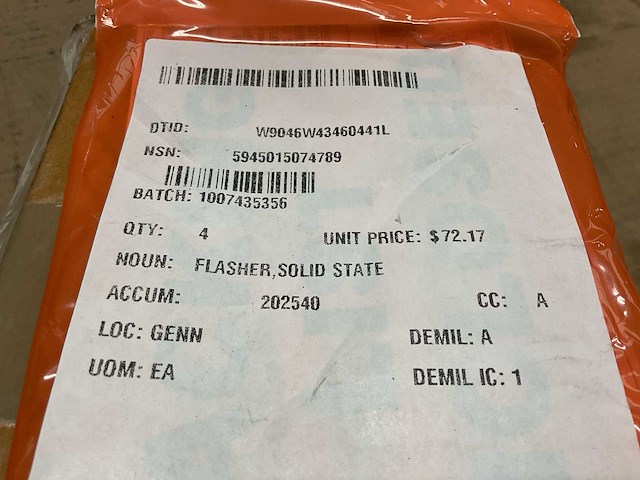 DTID: W9046W43460441L
NSN: 5945015074789
BATCH: 1007435356
QTY: 4 UNIT PRICE: $72.17
NOUN: FLASHER,SOLID STATE
ACCUM: 202540 CC: A
LOC: GENN DEMIL: A
UOM: EA DEMIL IC: 1